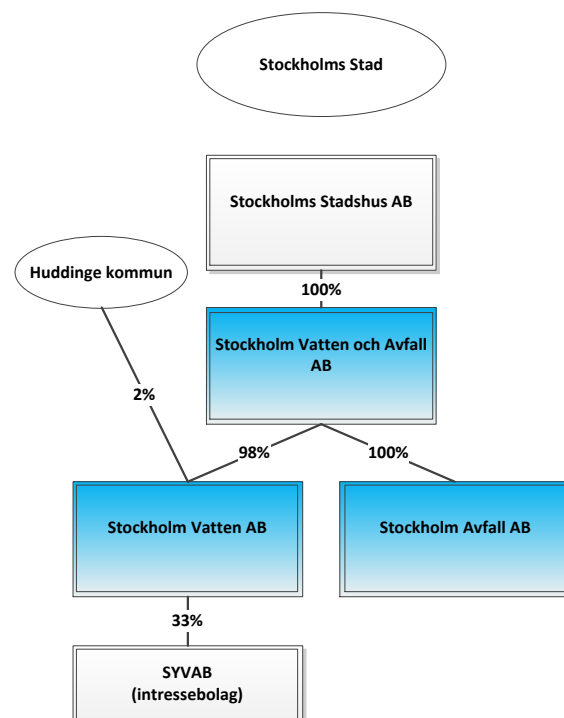 Stockholms Stad
Stockholms Stadshus AB
Huddinge kommun
100%
Stockholm Vatten och Avfall
AB
2%
98%
100%
Stockholm Vatten AB
Stockholm Avfall AB
33%
SYVAB
(intressebolag)